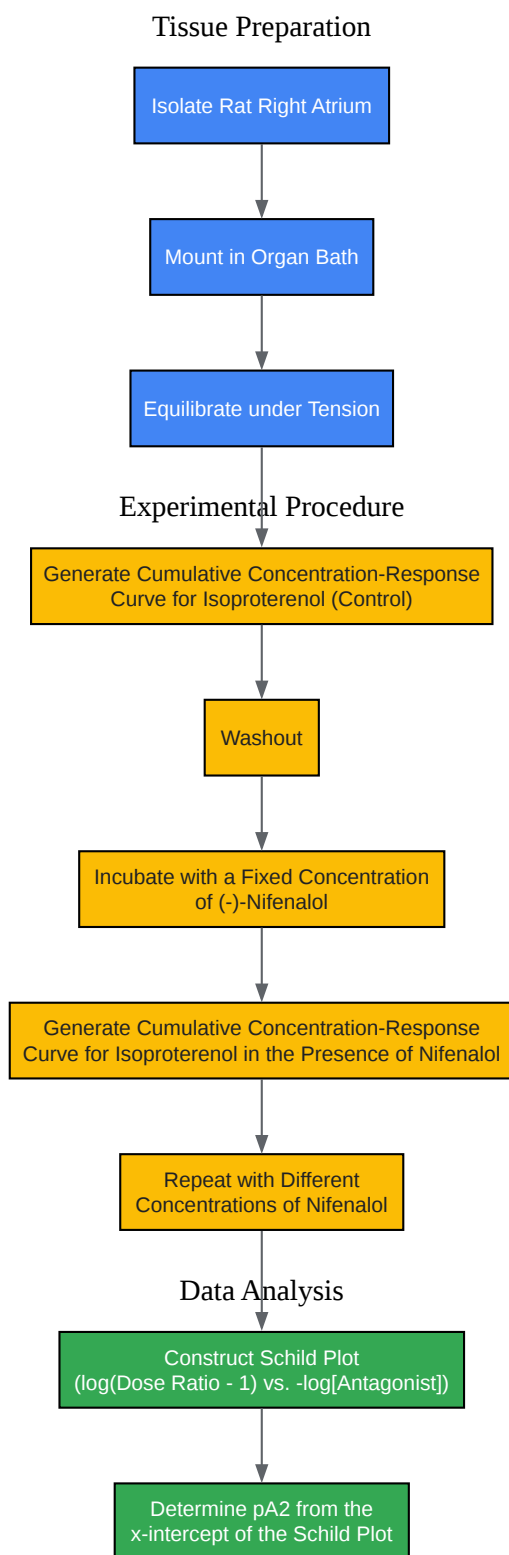 Tissue Preparation
Isolate Rat Right Atrium
Mount in Organ Bath
Equilibrate under Tension
Experimental Procedure
Generate Cumulative Concentration-Response
Curve for Isoproterenol (Control)
Washout
Incubate with a Fixed Concentration
of (-)-Nifenalol
Generate Cumulative Concentration-Response
Curve for Isoproterenol in the Presence of Nifenalol
Repeat with Different
Concentrations of Nifenalol
Data Analysis
Construct Schild Plot
(log(Dose Ratio - 1) vs. -log[Antagonist])
Determine pA2 from the
x-intercept of the Schild Plot